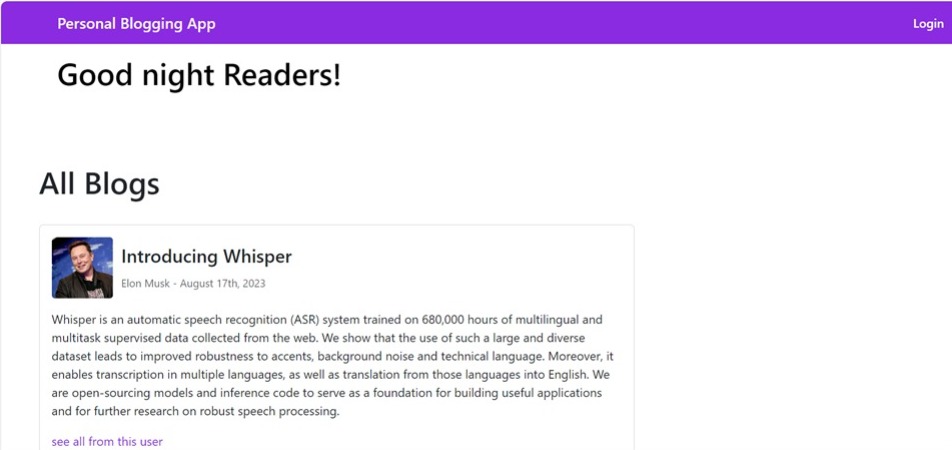 Personal Blogging App
Login
Good night Readers!
All Blogs
Introducing Whisper
Elon Musk - August 17th, 2023
Whisper is an automatic speech recognition (ASR) system trained on 680,000 hours of multilingual and
multitask supervised data collected from the web. We show that the use of such a large and diverse
dataset leads to improved robustness to accents, background noise and technical language. Moreover, it
enables transcription in multiple languages, as well as translation from those languages into English. We
are open-sourcing models and inference code to serve as a foundation for building useful applications
and for further research on robust speech processing.
see all from this user